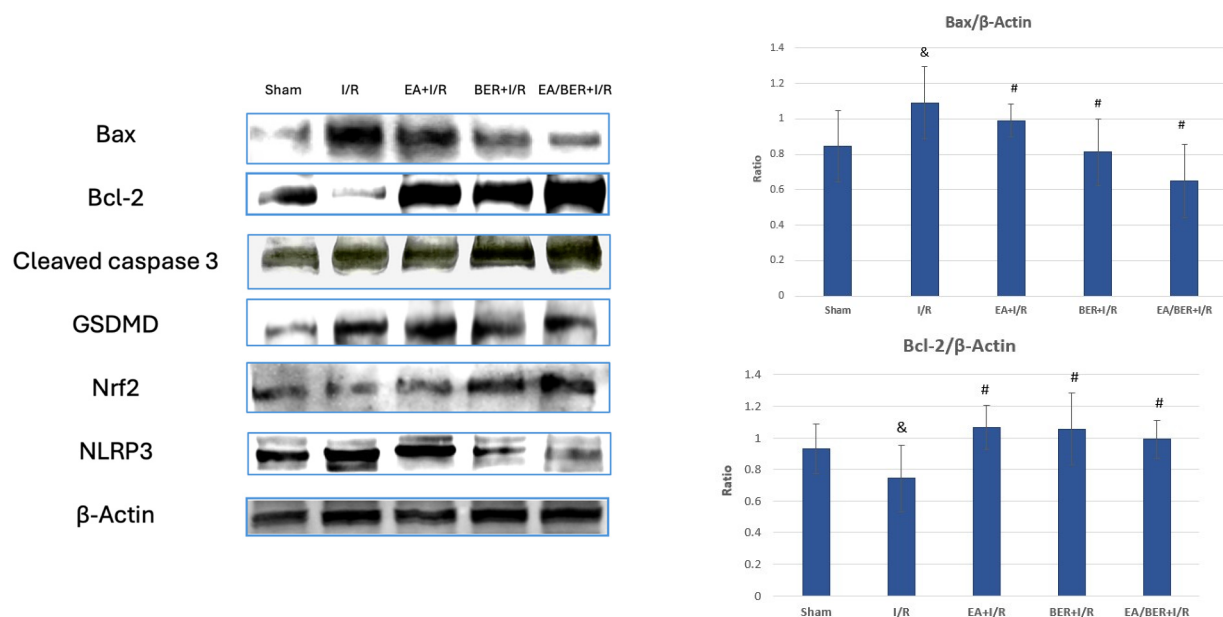 Sham I/R EA+I/R BER+I/R EA/BER+I/R
Bax
Bcl-2
Cleaved caspase 3
GSDMD
Nrf2
NLRP3
β-Actin
Bax/β-Actin
Ratio
1.4
1.2
1
0.8
0.6
0.4
0.2
0
&
#
#
#
Sham I/R EA+I/R BER+I/R EA/BER+I/R
Bcl-2/β-Actin
Ratio
1.4
1.2
1
0.8
0.6
0.4
0.2
0
&
#
#
#
Sham I/R EA+I/R BER+I/R EA/BER+I/R